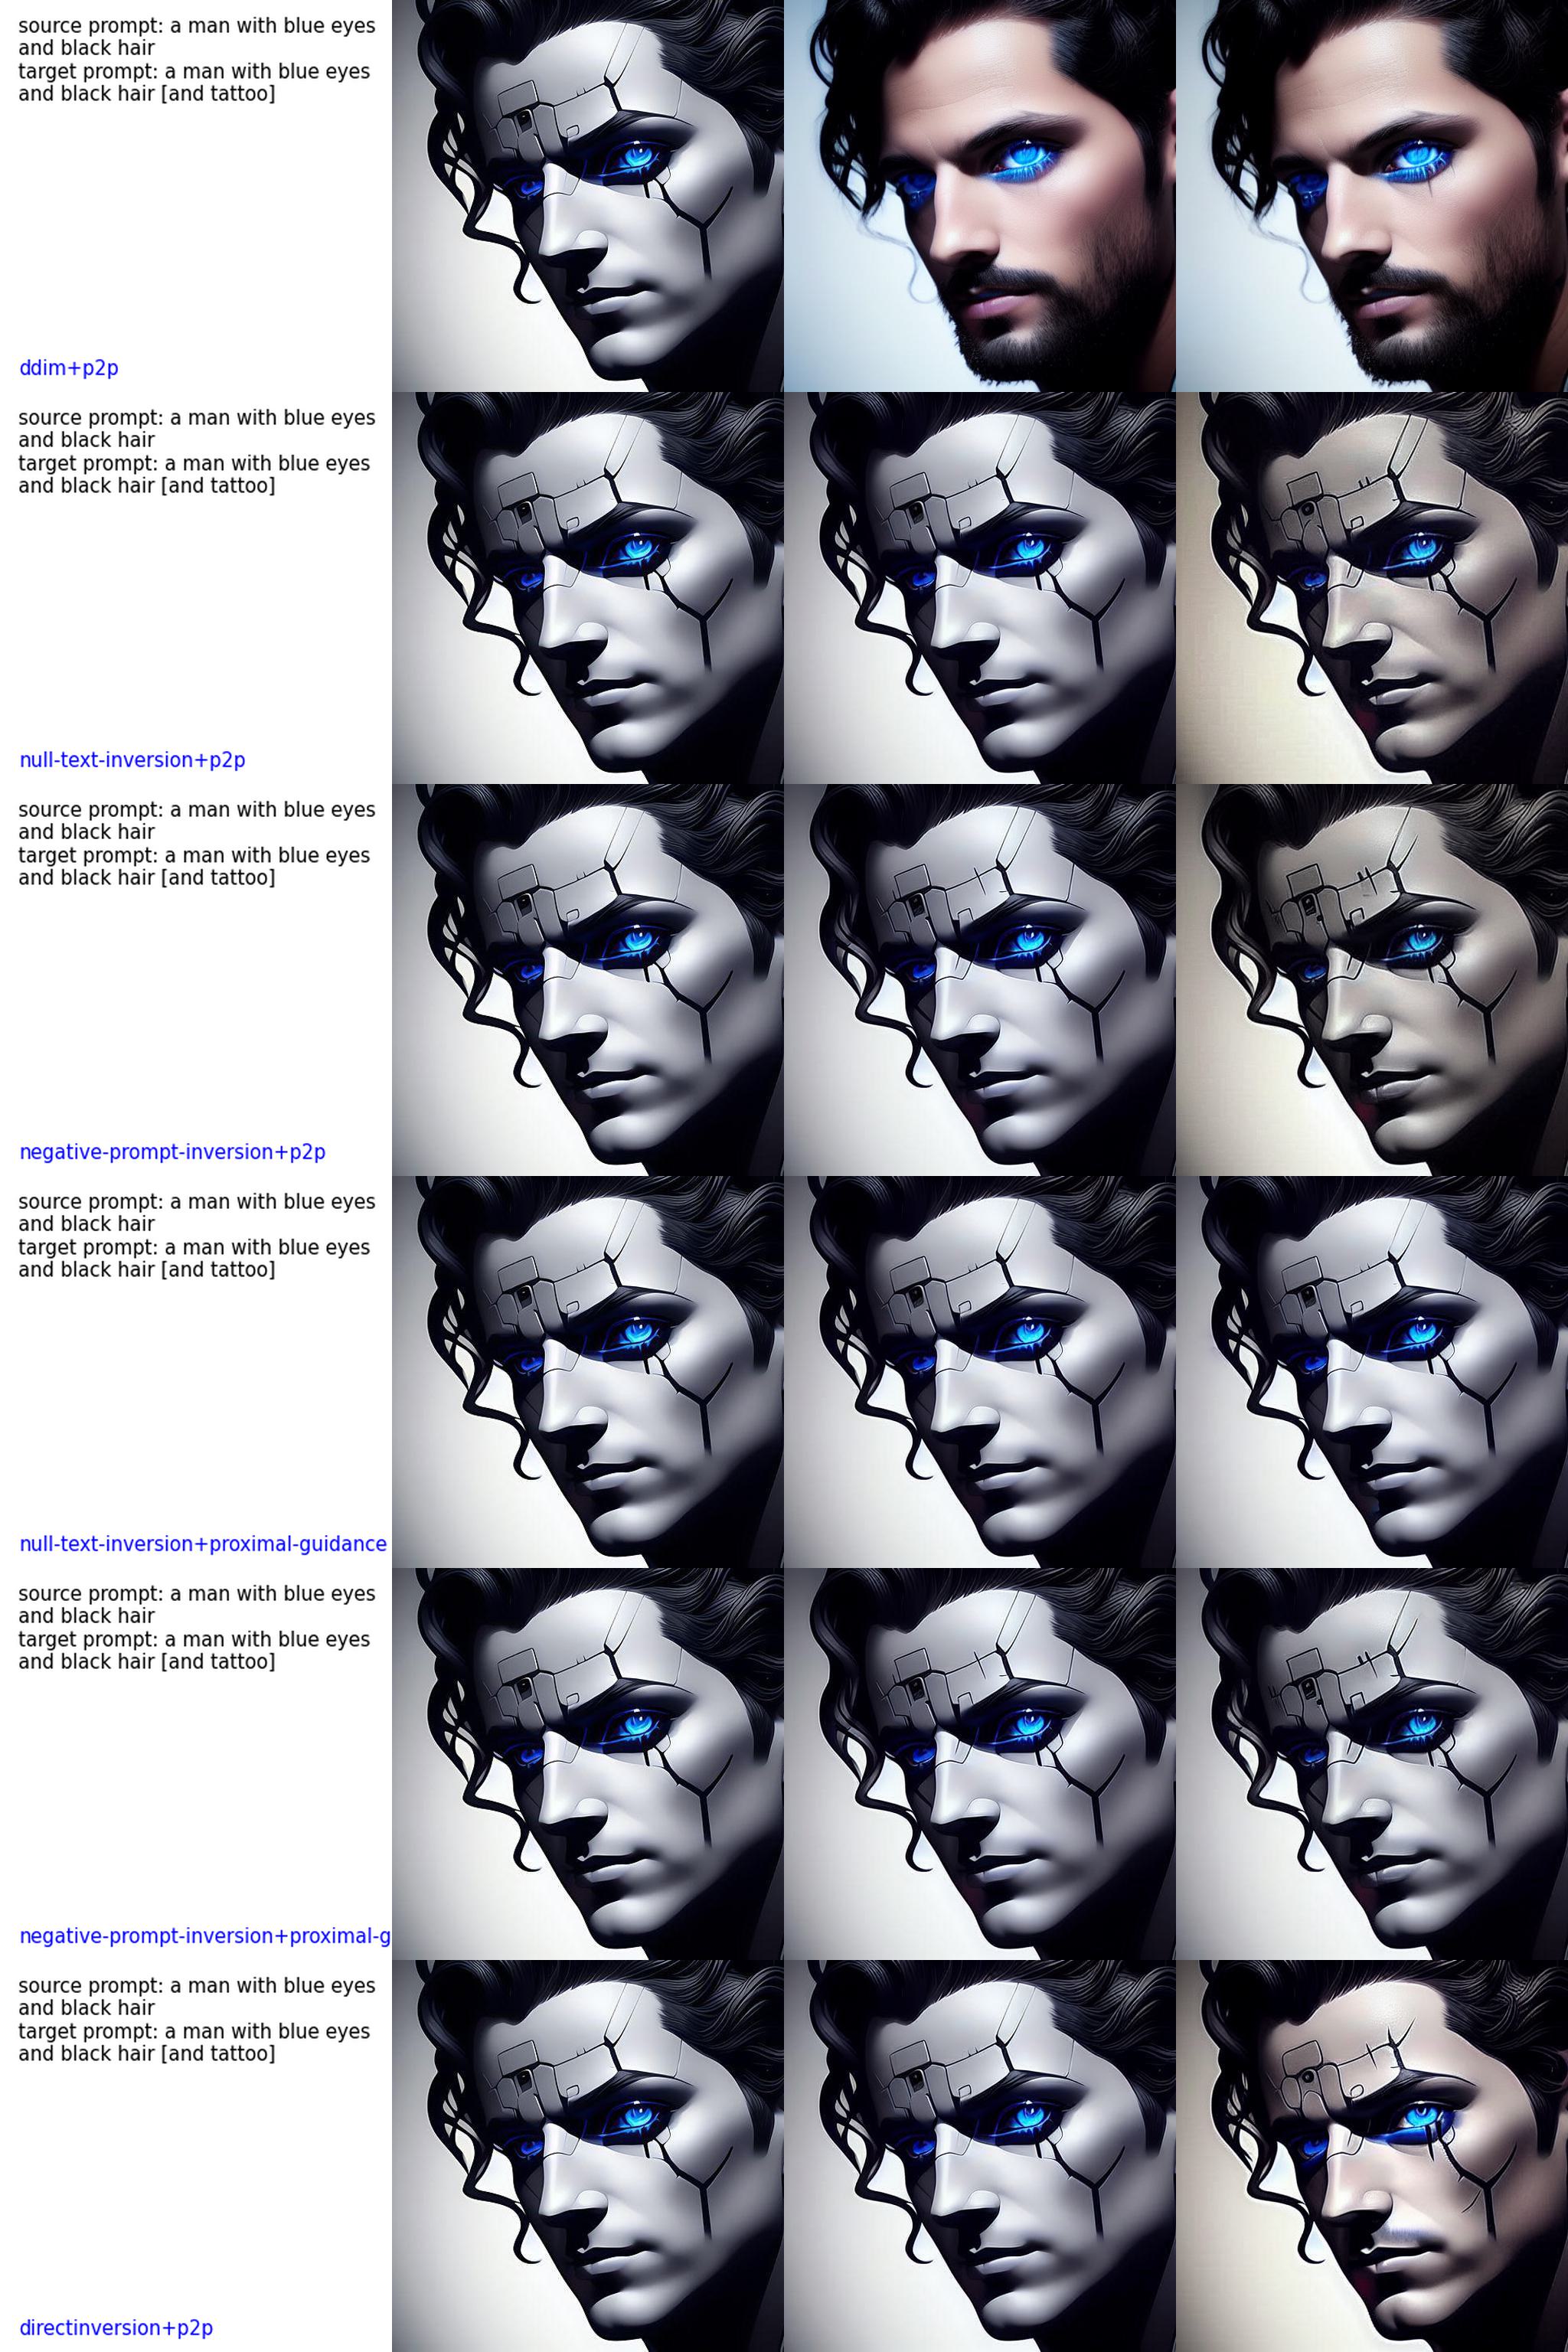 source prompt: a man with blue eyes
and black hair
target prompt: a man with blue eyes
and black hair [and tattoo]
ddim+p2p
source prompt: a man with blue eyes
and black hair
target prompt: a man with blue eyes
and black hair [and tattoo]
null-text-inversion+p2p
source prompt: a man with blue eyes
and black hair
target prompt: a man with blue eyes
and black hair [and tattoo]
negative-prompt-inversion+p2p
source prompt: a man with blue eyes
and black hair
target prompt: a man with blue eyes
and black hair [and tattoo]
null-text-inversion+proximal-guidance
source prompt: a man with blue eyes
and black hair
target prompt: a man with blue eyes
and black hair [and tattoo]
negative-prompt-inversion+proximal-g
source prompt: a man with blue eyes
and black hair
target prompt: a man with blue eyes
and black hair [and tattoo]
directinversion+p2p